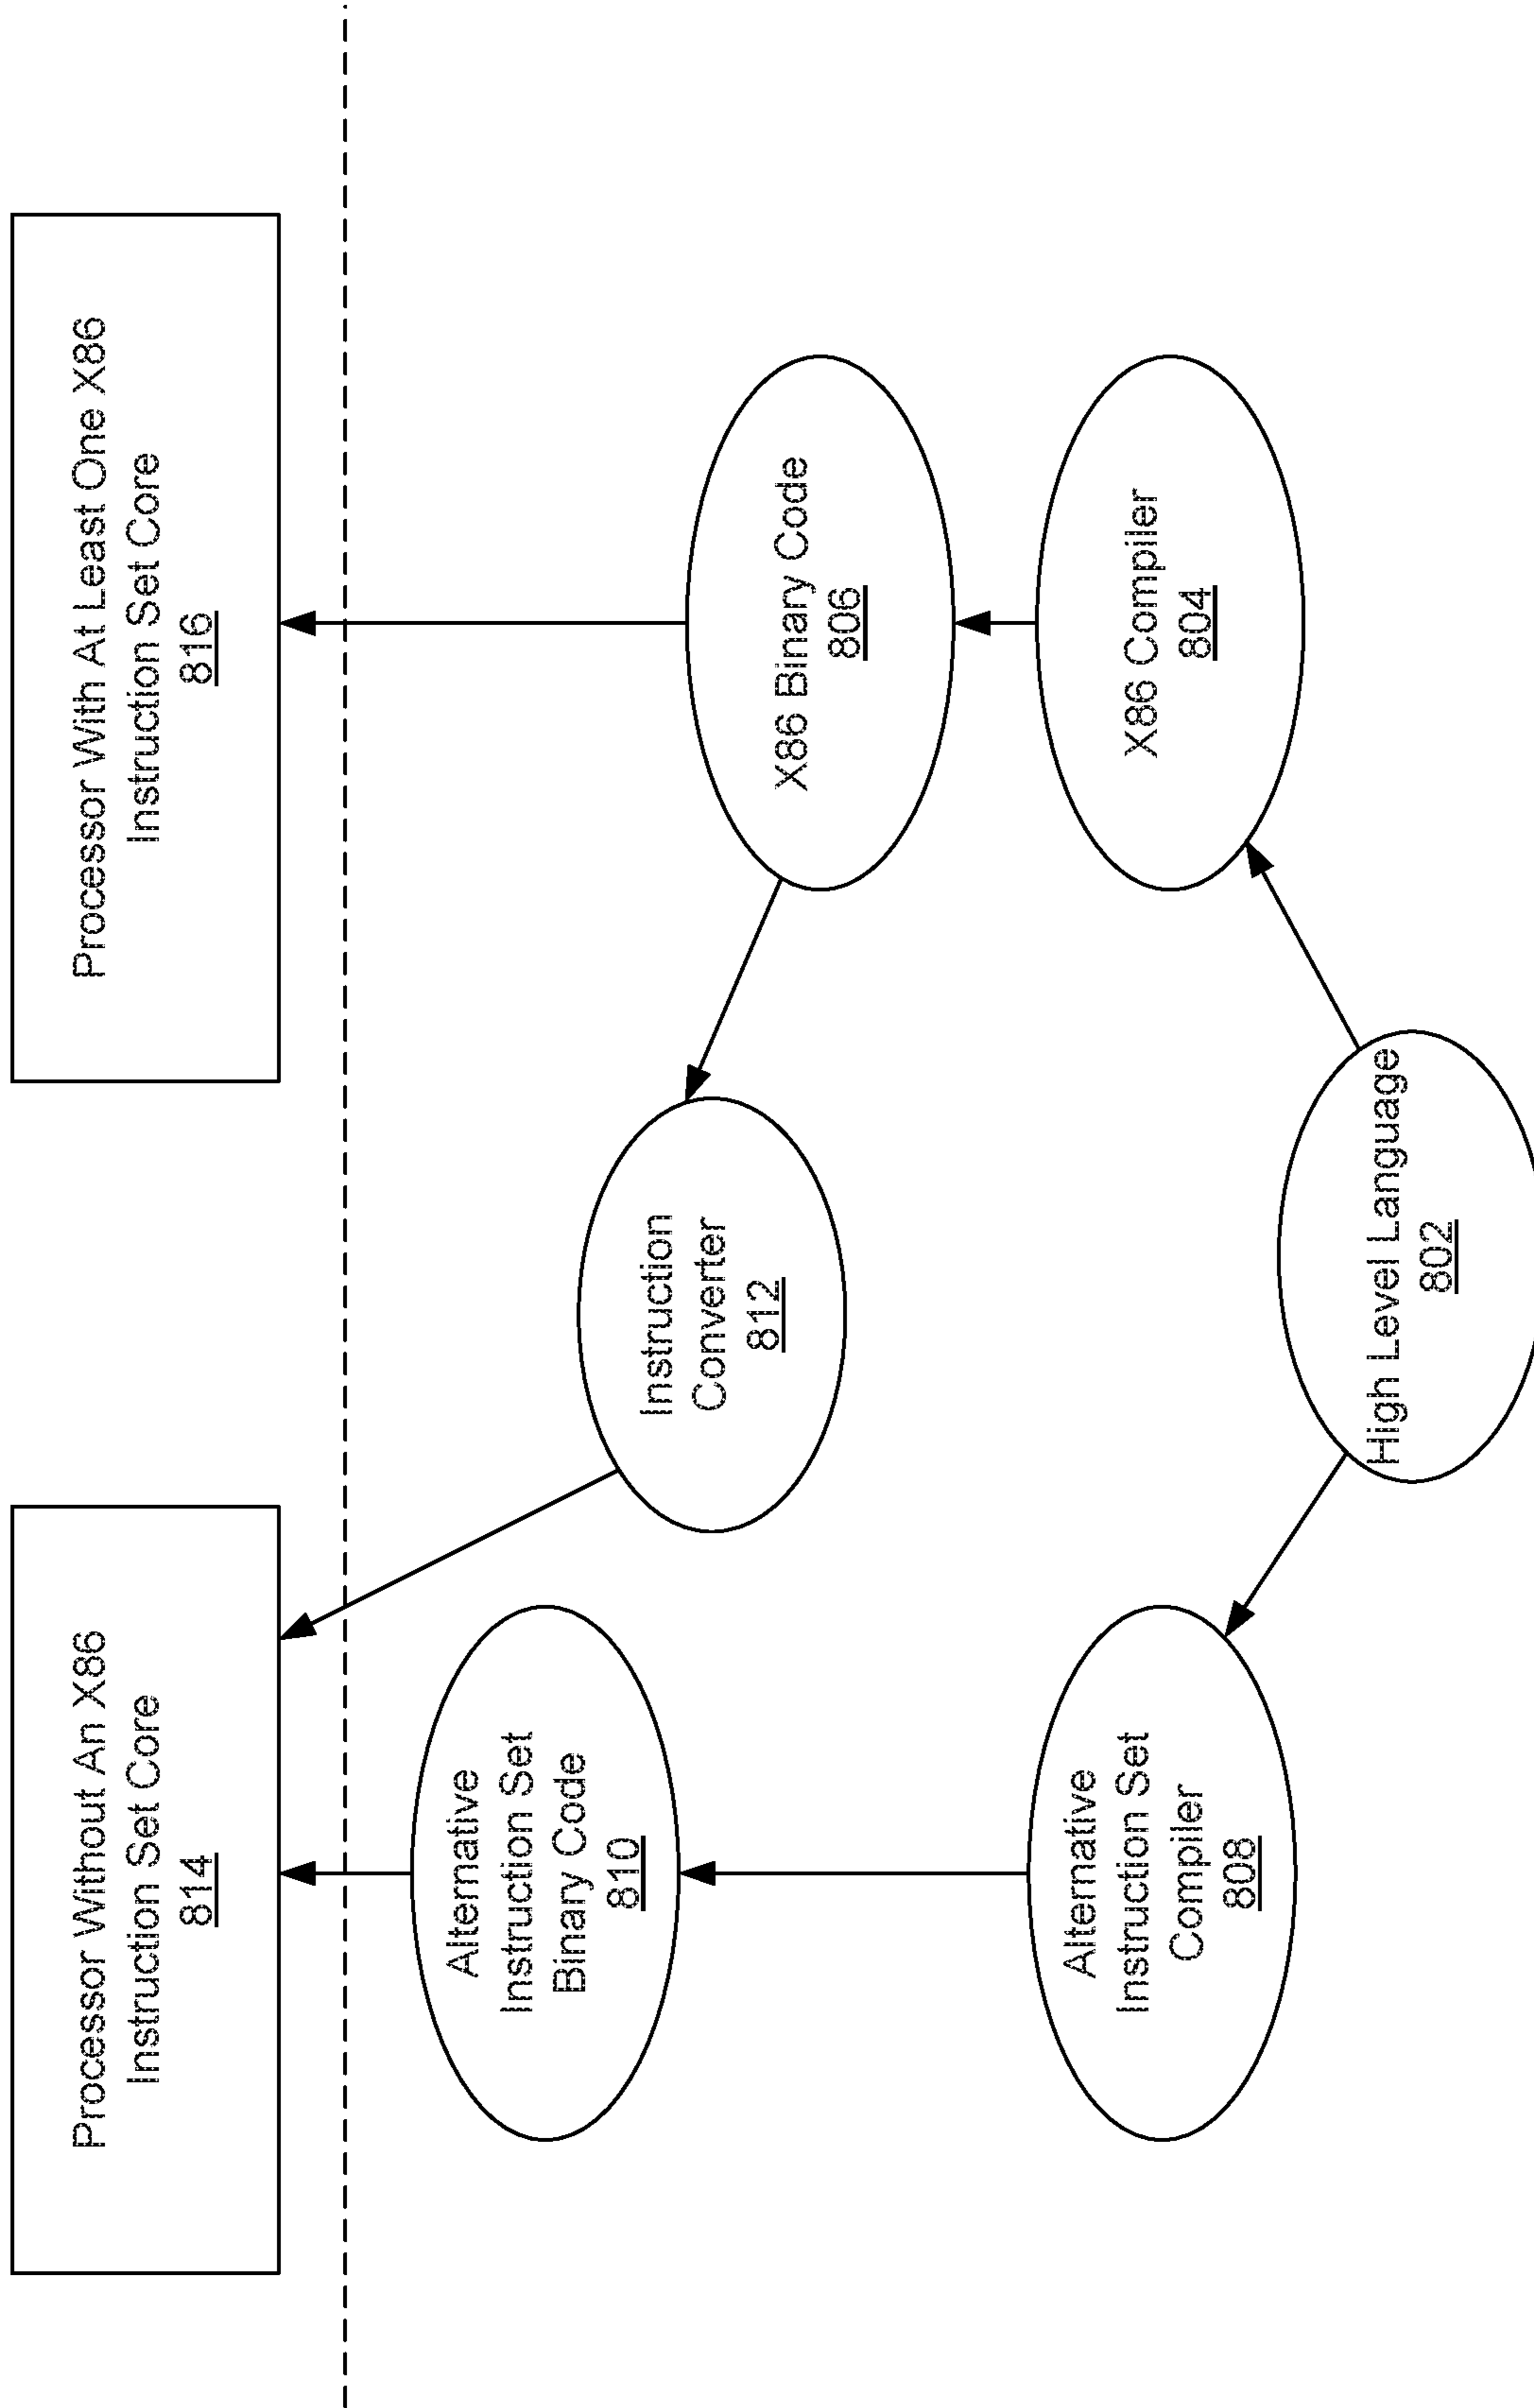 Processor Without An X86
Instruction Set Core
814
Processor With At Least One X86
Instruction Set Core
816
Alternative
Instruction Set
Binary Code
810
Instruction
Converter
812
X86 Binary Code
806
Alternative
Instruction Set
Compiler
808
X86 Compiler
804
High Level Language
802